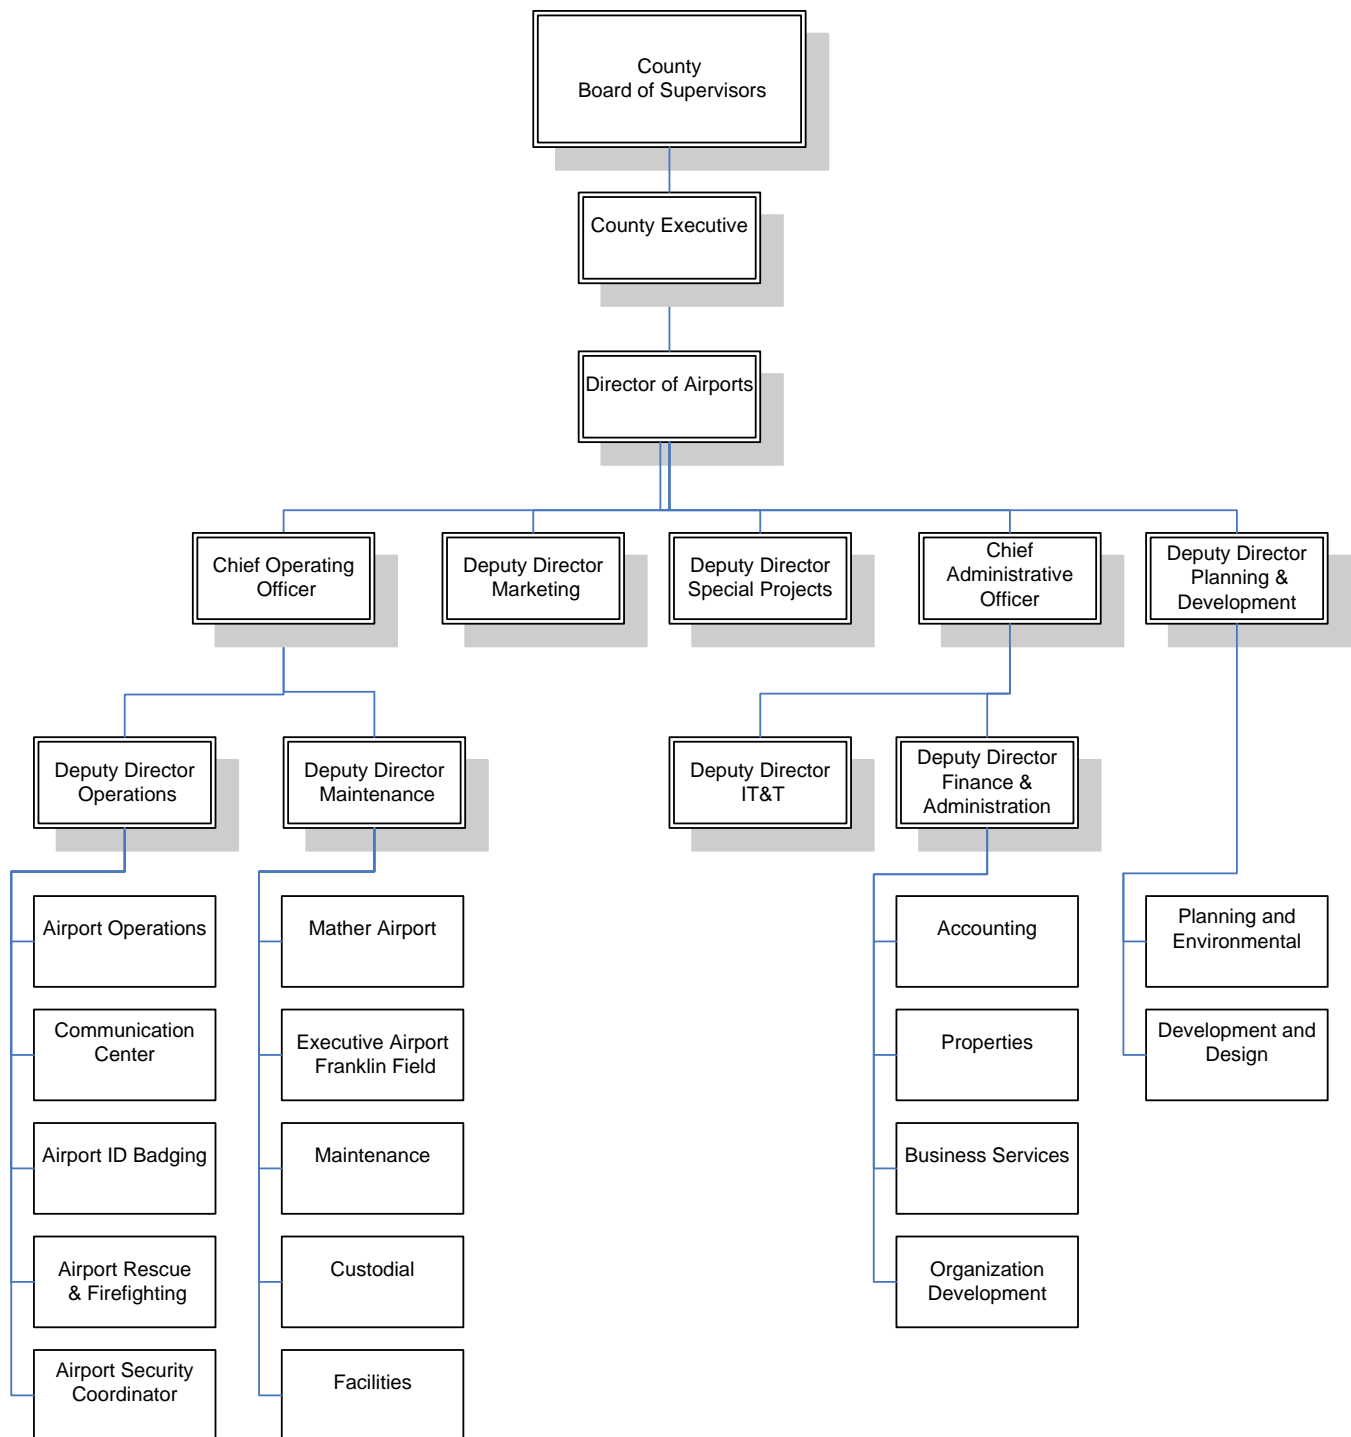 County
Board of Supervisors
County Executive
Director of Airports
Chief Operating
Officer
Deputy Director
Marketing
Deputy Director
Special Projects
Chief
Administrative
Officer
Deputy Director
Planning &
Development
Deputy Director
Operations
Deputy Director
Maintenance
Deputy Director
IT&T
Deputy Director
Finance &
Administration
Airport Operations
Mather Airport
Accounting
Planning and
Environmental
Communication
Center
Executive Airport
Franklin Field
Properties
Development and
Design
Airport ID Badging
Maintenance
Business Services
Airport Rescue
& Firefighting
Custodial
Organization
Development
Airport Security
Coordinator
Facilities